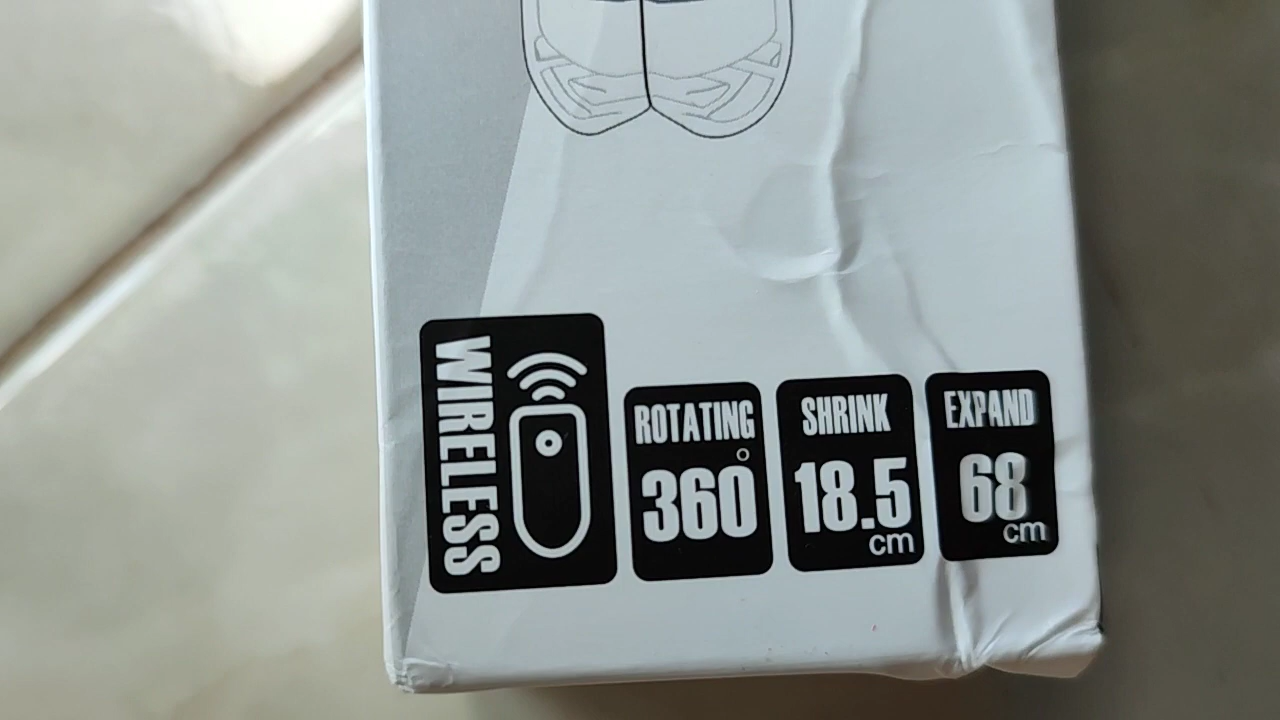 WIRELESS
ROTATING
360°
SHRINK
18.5
cm
EXPAND
68
cm